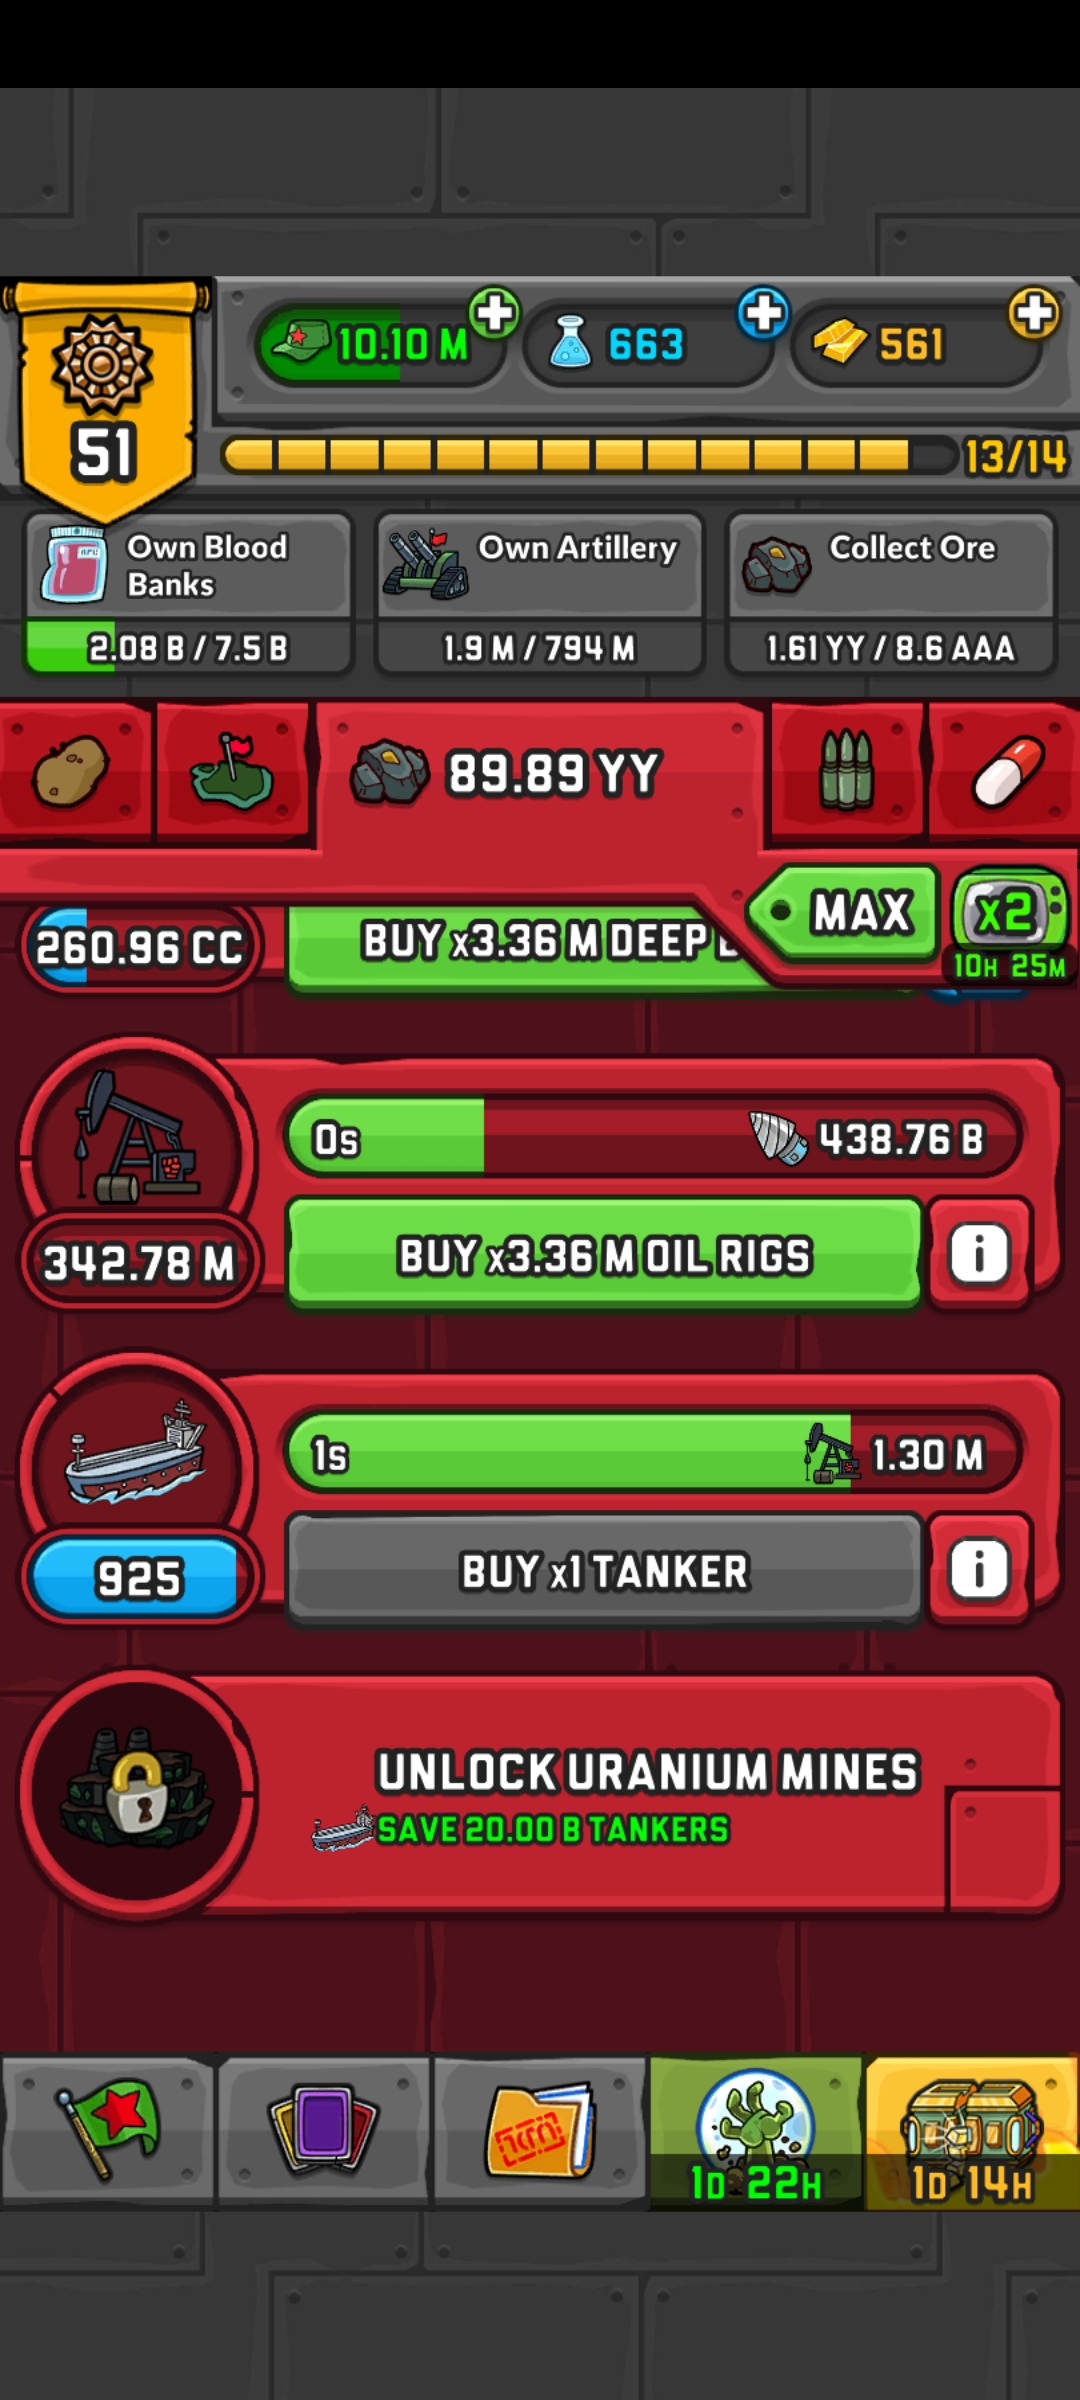 10.10 M
663
561
51
13/14
Own Blood
Banks
2.08 B / 7.5 B
Own Artillery
1.9 M / 794 M
Collect Ore
1.61 YY / 8.6 AAA
89.89 YY
MAX
x2
10H 25M
260.96 CC
BUY x3.36 M DEEP
0s
438.76 B
342.78 M
BUY x3.36 M OIL RIGS
i
1s
1.30 M
925
BUY x1 TANKER
i
UNLOCK URANIUM MINES
SAVE 20.00 B TANKERS
1D 22H
1D 14H